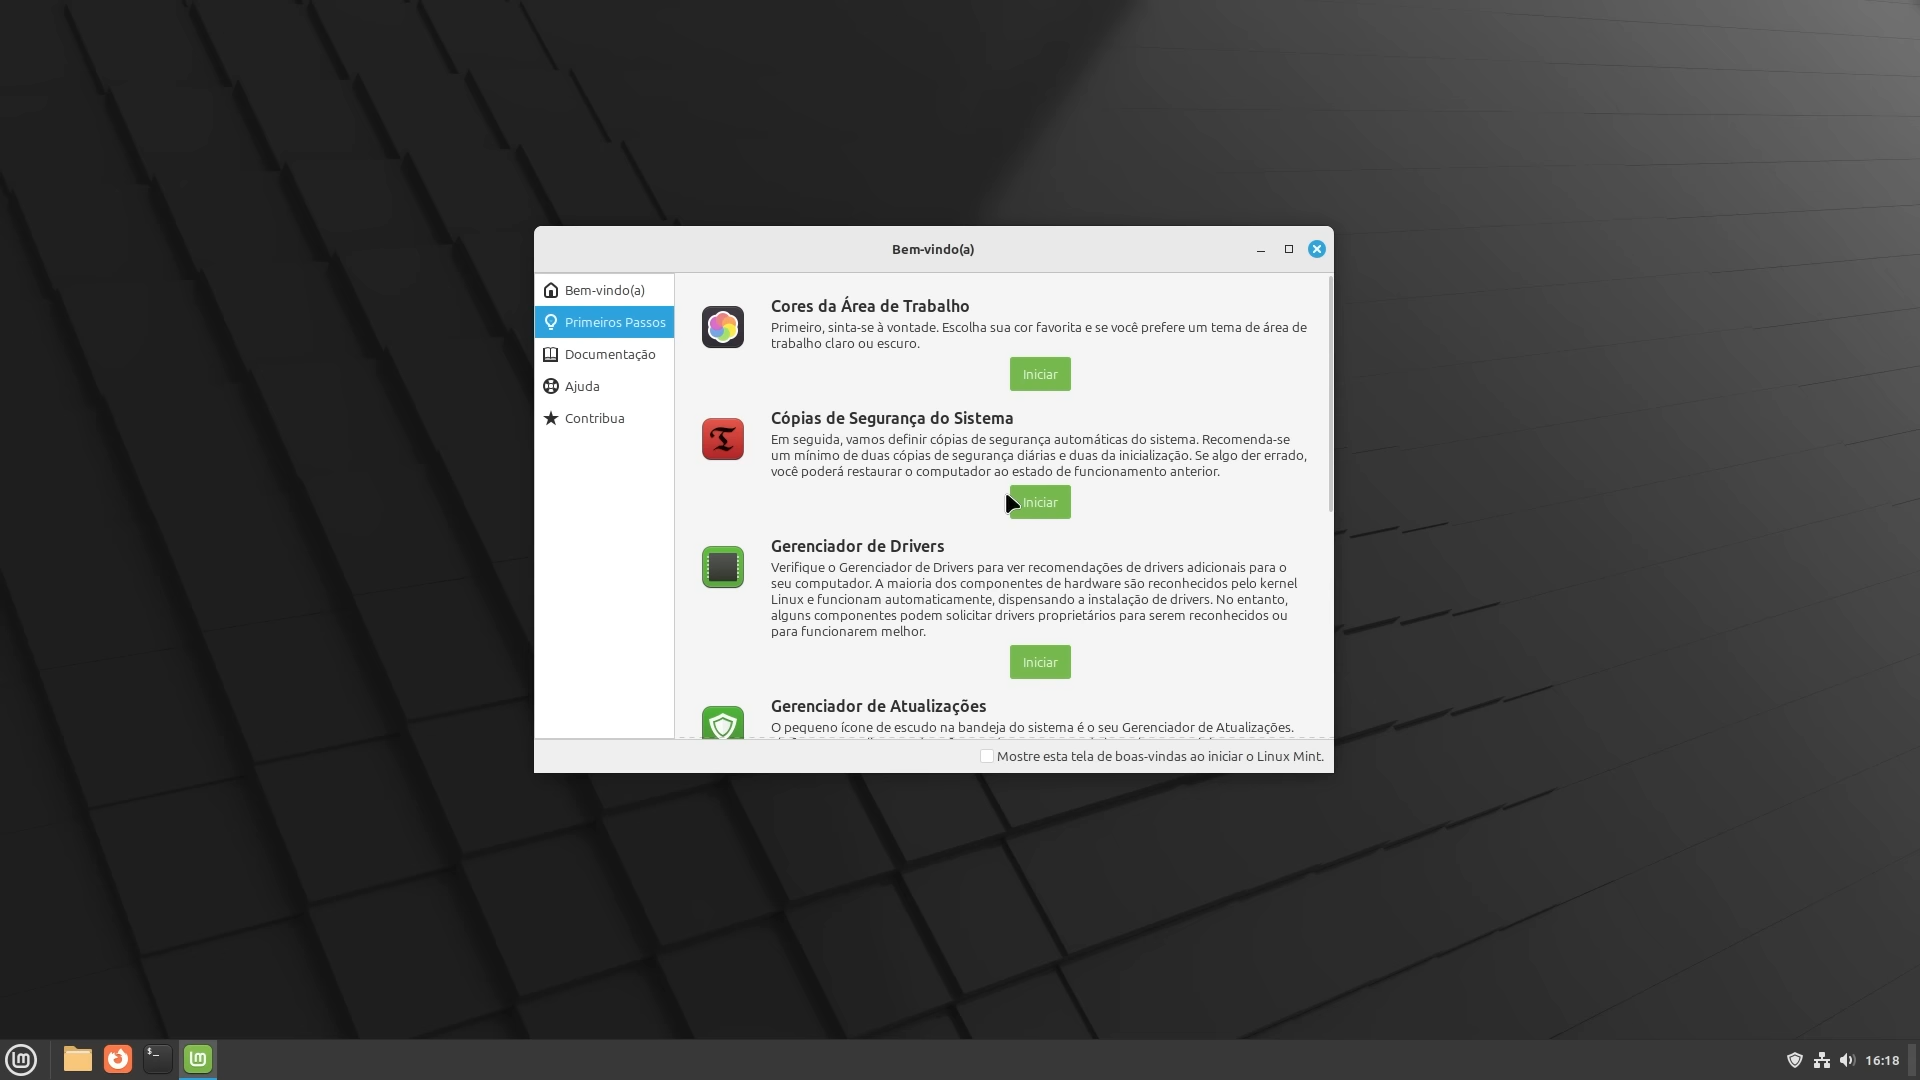 Bem-vindo(a)
Bem-vindo(a)
Primeiros Passos
Documentação
Ajuda
Contribua
Cores da Área de Trabalho
Primeiro, sinta-se à vontade. Escolha sua cor favorita e se você prefere um tema de área de
trabalho claro ou escuro.
Iniciar
Cópias de Segurança do Sistema
Em seguida, vamos definir cópias de segurança automáticas do sistema. Recomenda-se
um mínimo de duas cópias de segurança diárias e duas da inicialização. Se algo der errado,
você poderá restaurar o computador ao estado de funcionamento anterior.
Iniciar
Gerenciador de Drivers
Verifique o Gerenciador de Drivers para ver recomendações de drivers adicionais para o
seu computador. A maioria dos componentes de hardware são reconhecidos pelo kernel
Linux e funcionam automaticamente, dispensando a instalação de drivers. No entanto,
alguns componentes podem solicitar drivers proprietários para serem reconhecidos ou
para funcionarem melhor.
Iniciar
Gerenciador de Atualizações
O pequeno ícone de escudo na bandeja do sistema é o seu Gerenciador de Atualizações.
Mostre esta tela de boas-vindas ao iniciar o Linux Mint.
$_
16:18